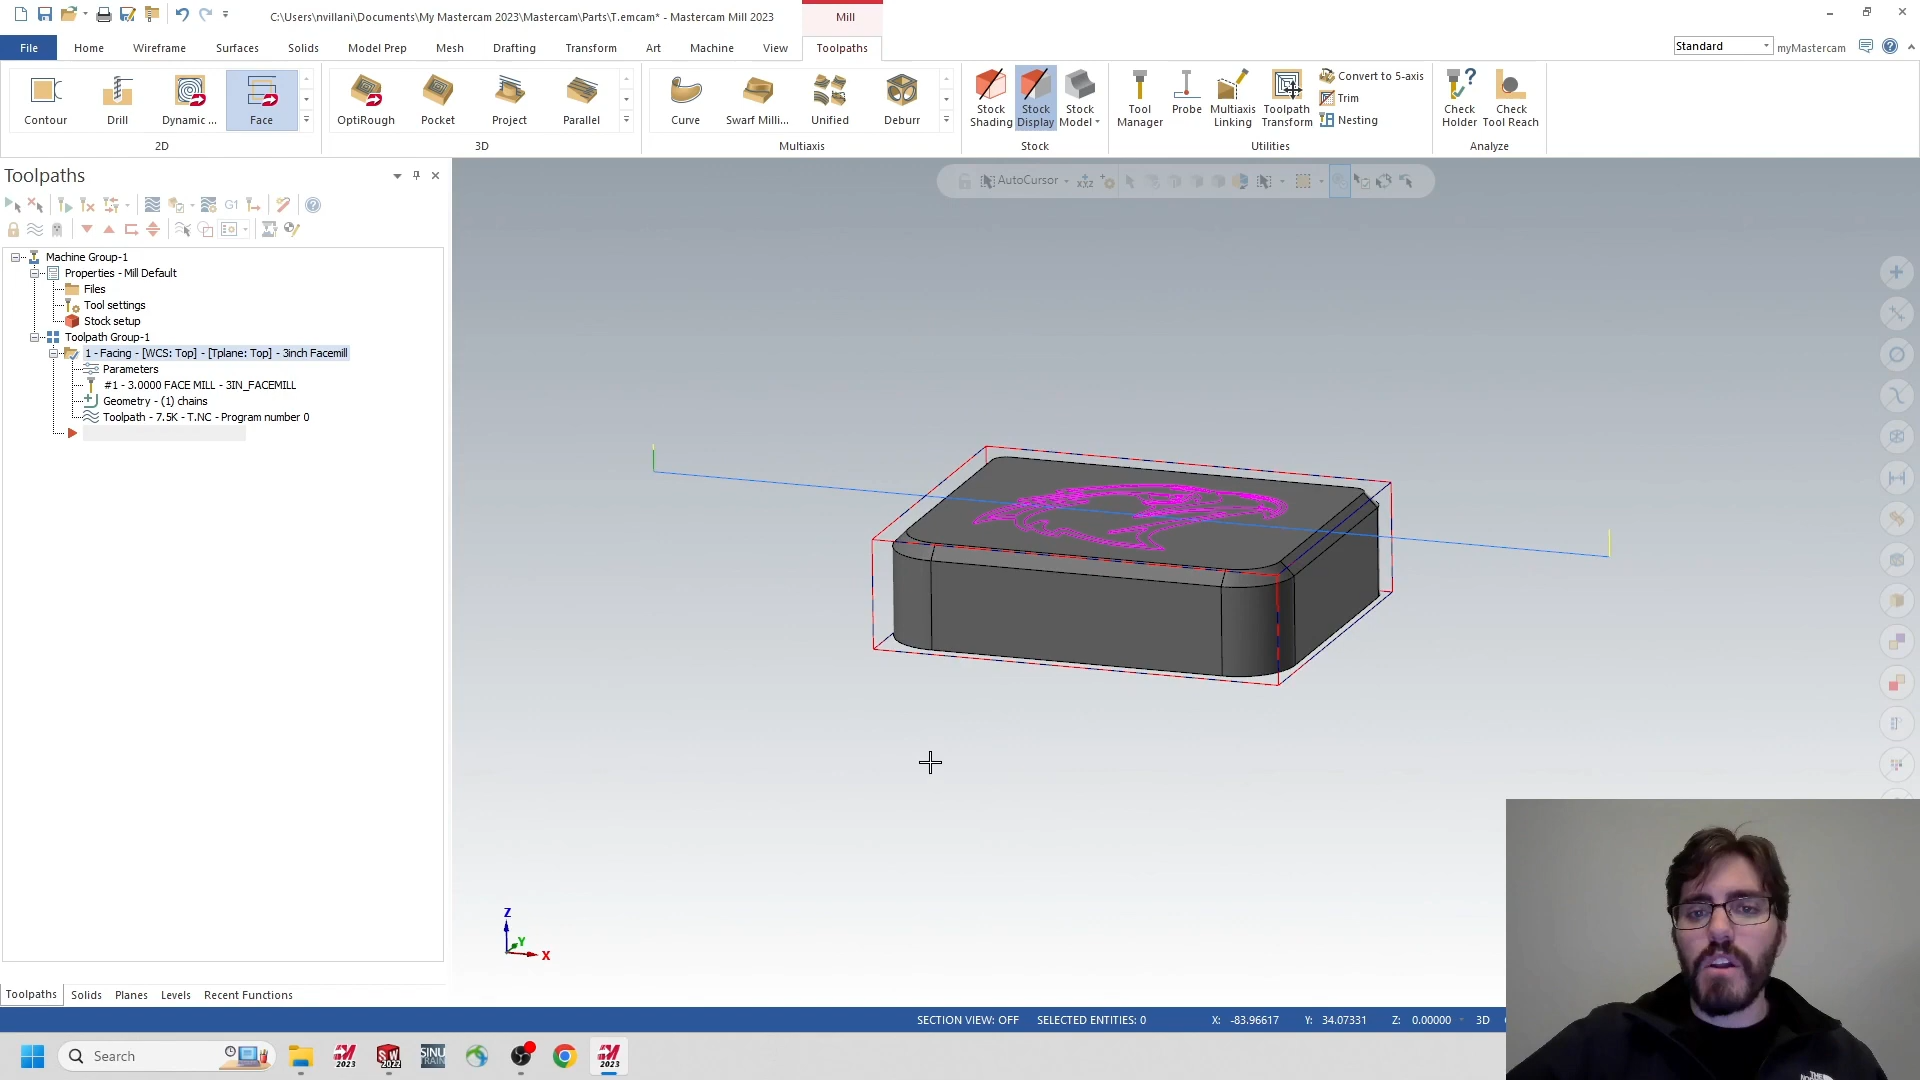 C:\Users\nvillani\Documents\My Mastercam 2023\Mastercam\Parts\T.emcam* - Mastercam Mill 2023
Mill
File
Home
Wireframe
Surfaces
Solids
Model Prep
Mesh
Drafting
Transform
Art
Machine
View
Toolpaths
Standard
myMastercam
Contour
Drill
Dynamic ...
Face
OptiRough
Pocket
Project
Parallel
Curve
Swarf Milli...
Unified
Deburr
Stock
Shading
Stock
Display
Stock
Model
Tool
Manager
Probe
Multiaxis
Linking
Toolpath
Transform
Convert to 5-axis
Trim
Nesting
Check
Holder
Check
Tool Reach
2D
3D
Multiaxis
Stock
Utilities
Analyze
Toolpaths
AutoCursor
G1
Machine Group-1
Properties - Mill Default
Files
Tool settings
Stock setup
Toolpath Group-1
1 - Facing - [WCS: Top] - [Tplane: Top] - 3inch Facemill
Parameters
#1 - 3.0000 FACE MILL - 3IN_FACEMILL
Geometry - (1) chains
Toolpath - 7.5K - T.NC - Program number 0
Z
Y
X
Toolpaths
Solids
Planes
Levels
Recent Functions
SECTION VIEW: OFF
SELECTED ENTITIES: 0
X: -83.96617
Y: 34.07331
Z: 0.00000
3D
Search
2023
SW
2022
SINU
TRAIN
2023